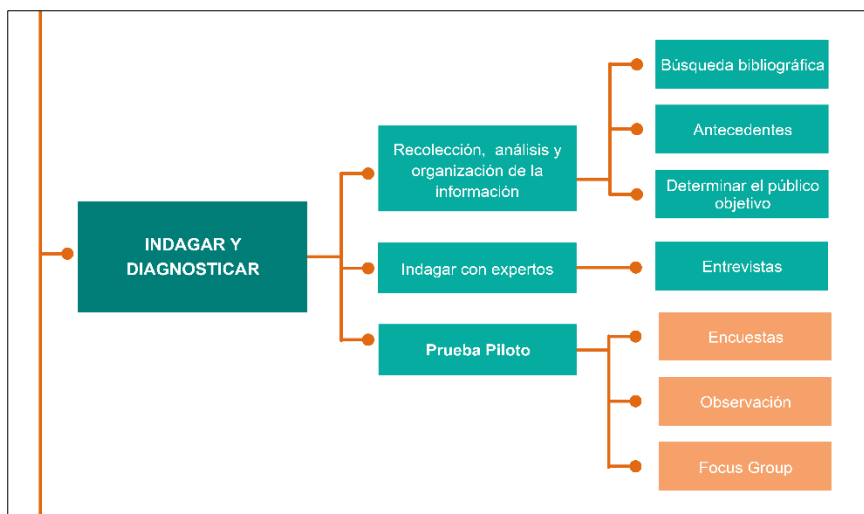 INDAGAR Y
DIAGNOSTICAR
Recolección, análisis y
organización de la
información
Búsqueda bibliográfica
Antecedentes
Determinar el público
objetivo
Indagar con expertos
Entrevistas
Prueba Piloto
Encuestas
Observación
Focus Group